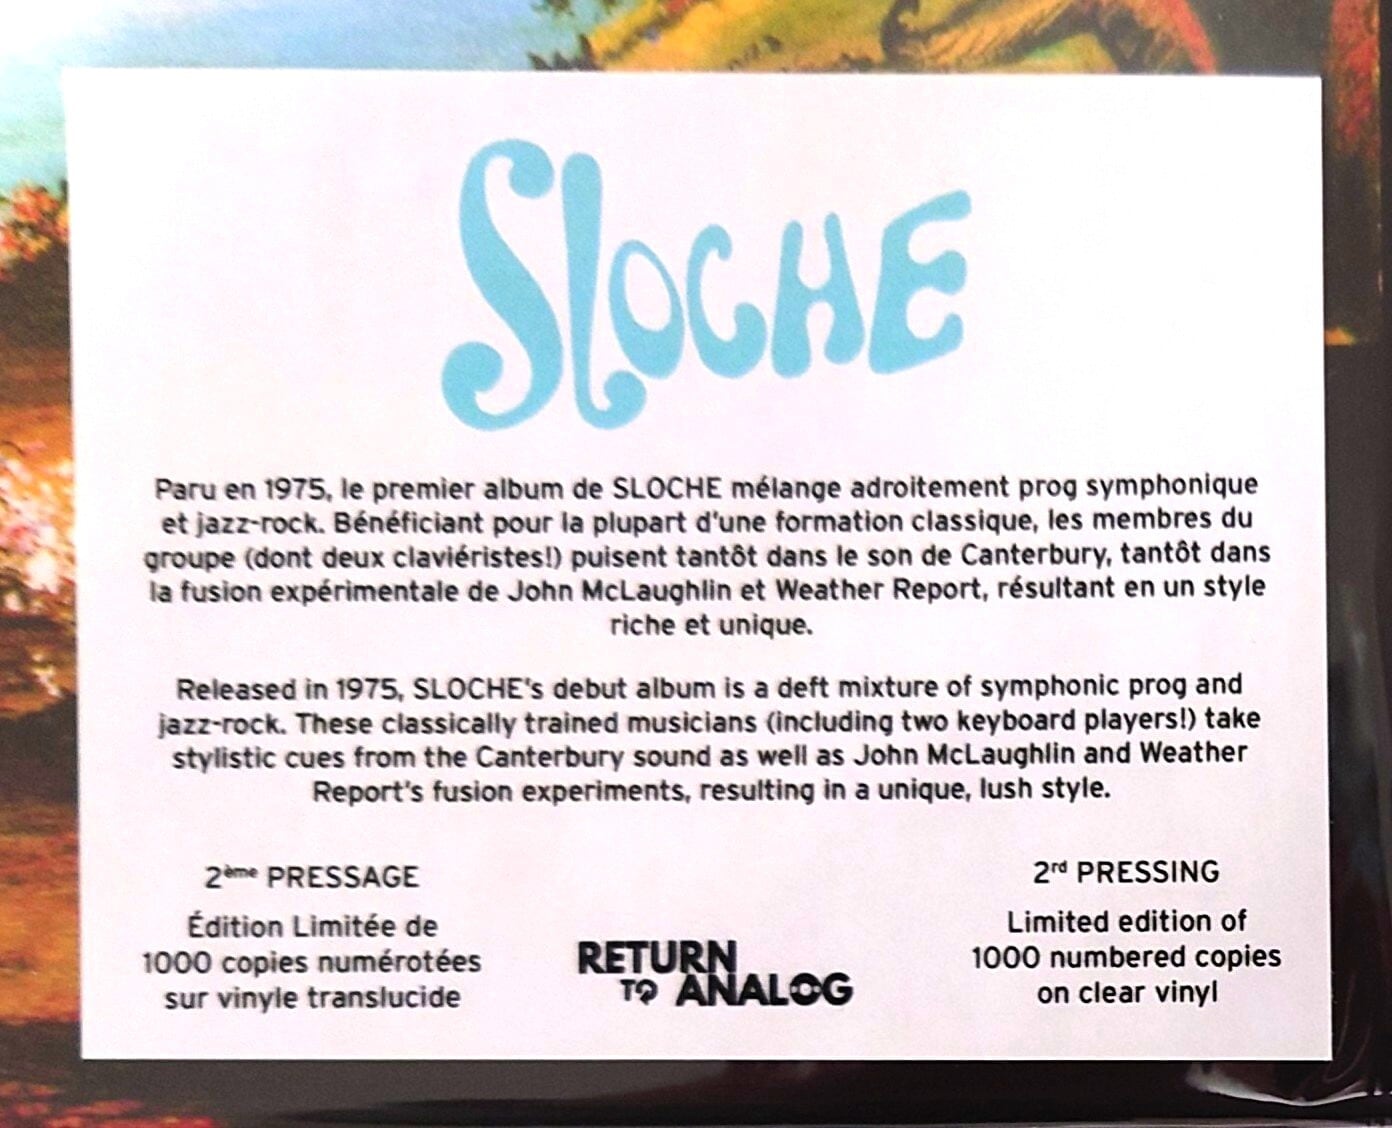 SLOCHE
Paru en 1975, le premier album de SLOCHE mélange adroitement prog symphonique
et jazz-rock. Bénéficiant pour la plupart d'une formation classique, les membres du
groupe (dont deux claviéristes!) puisent tantôt dans le son de Canterbury, tantôt dans
la fusion expérimentale de John McLaughlin et Weather Report, résultant en un style
riche et unique.
Released in 1975, SLOCHE's debut album is a deft mixture of symphonic prog and
jazz-rock. These classically trained musicians (including two keyboard players!) take
stylistic cues from the Canterbury sound as well as John McLaughlin and Weather
Report's fusion experiments, resulting in a unique, lush style.
2ème PRESSAGE
Édition Limitée de
1000 copies numérotées
sur vinyle translucide
RETURN
TO ANALOG
2rd PRESSING
Limited edition of
1000 numbered copies
on clear vinyl